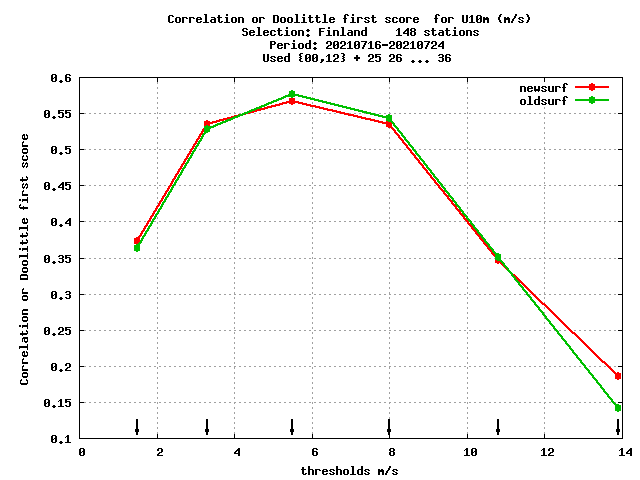 Correlation or Doolittle first score  for U10m (m/s)
Selection: Finland    148 stations
Period: 20210716-20210724
Used {00,12} + 25 26 ... 36
newsurf
oldsurf
0.6
0.55
0.5
0.45
0.4
0.35
0.3
0.25
0.2
0.15
0.1
Correlation or Doolittle first score
0 2 4 6 8 10 12 14
thresholds m/s